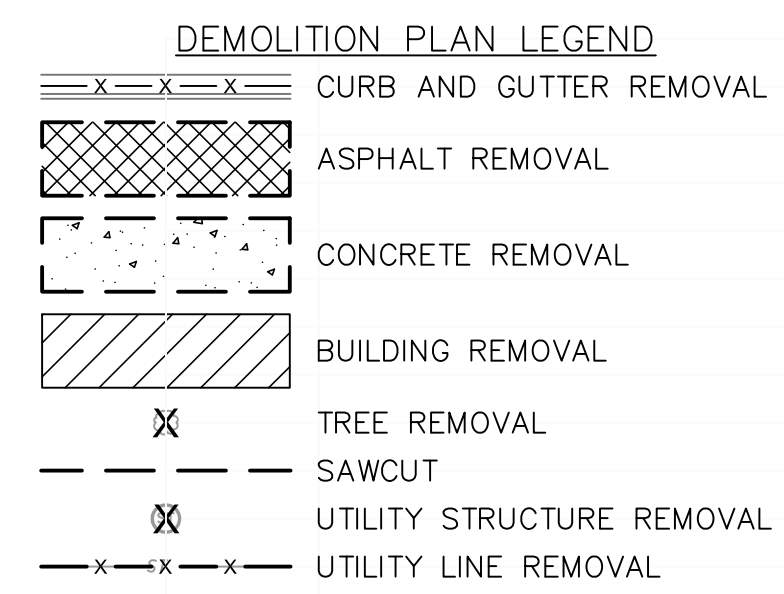 DEMOLITION PLAN LEGEND
X X X CURB AND GUTTER REMOVAL
ASPHALT REMOVAL
CONCRETE REMOVAL
BUILDING REMOVAL
X TREE REMOVAL
SAWCUT
X UTILITY STRUCTURE REMOVAL
X X X UTILITY LINE REMOVAL